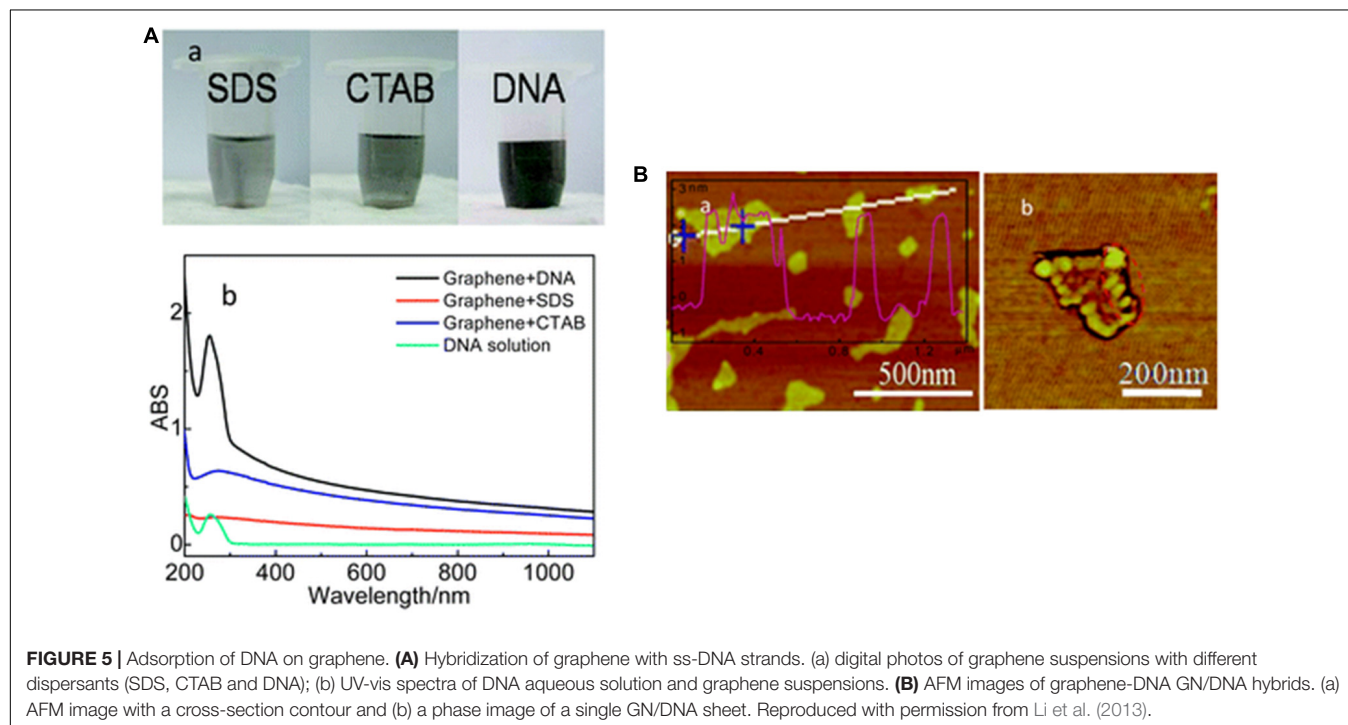 A
a
SDS
CTAB
DNA
b
Graphene+DNA
Graphene+SDS
Graphene+CTAB
DNA solution
2
1
0
ABS
200 400 600 800 1000
Wavelength/nm
B
a
3 nm
1
0
1
0.4 0.8 1.2
500nm
b
200nm
FIGURE 5 | Adsorption of DNA on graphene. (A) Hybridization of graphene with ss-DNA strands. (a) digital photos of graphene suspensions with different
dispersants (SDS, CTAB and DNA); (b) UV-vis spectra of DNA aqueous solution and graphene suspensions. (B) AFM images of graphene-DNA GN/DNA hybrids. (a)
AFM image with a cross-section contour and (b) a phase image of a single GN/DNA sheet. Reproduced with permission from Li et al. (2013).